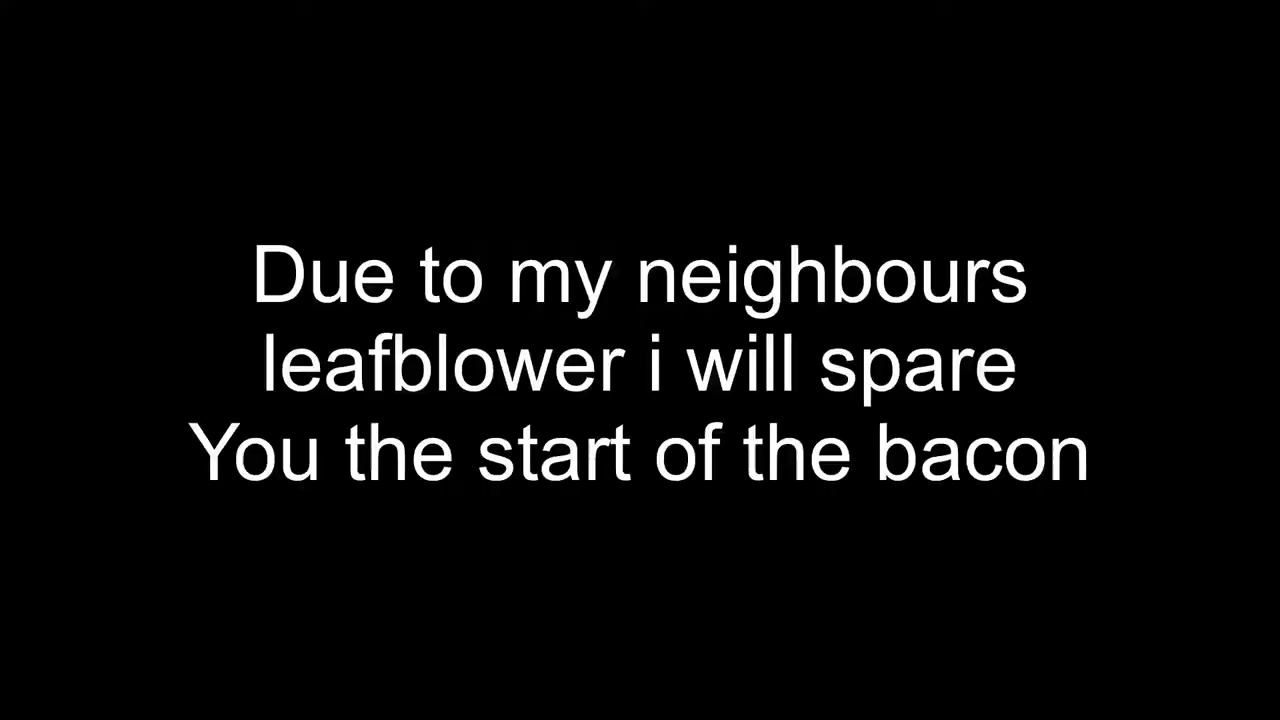 Due to my neighbours
leafblower i will spare
You the start of the bacon